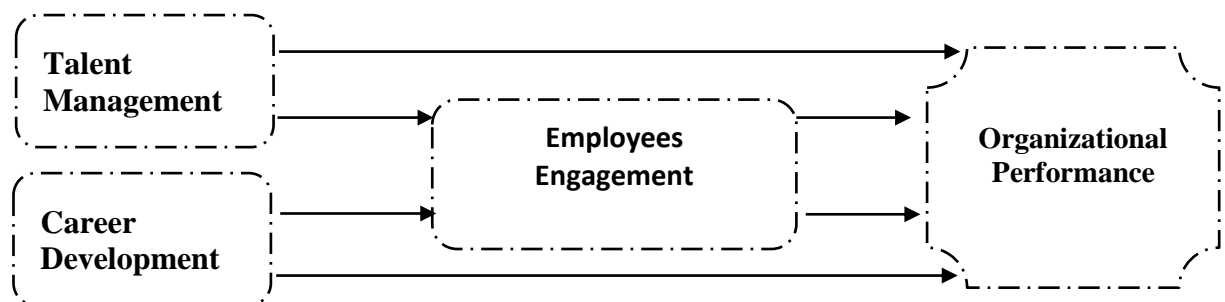 Talent
Management
Employees
Engagement
Organizational
Performance
Career
Development